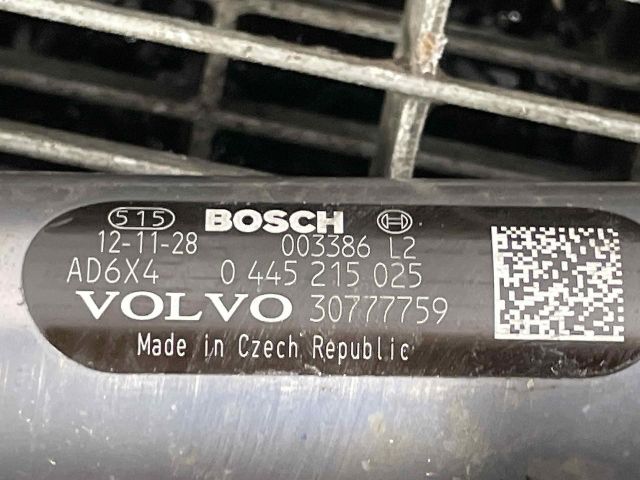 515 BOSCH
12-11-28 003386 L2
AD6X4 0 445 215 025
VOLVO 30777759
Made in Czech Republic